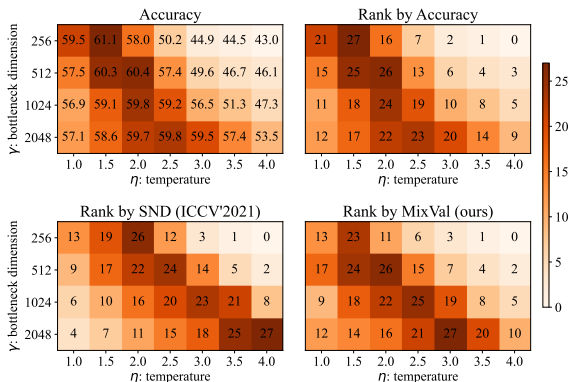 Accuracy
Rank by Accuracy
γ: bottleneck dimension
256
59.5 61.1 58.0 50.2 44.9 44.5 43.0
512
57.5 60.3 60.4 57.4 49.6 46.7 46.1
1024
56.9 59.1 59.8 59.2 56.5 51.3 47.3
2048
57.1 58.6 59.7 59.8 59.5 57.4 53.5
1.0 1.5 2.0 2.5 3.0 3.5 4.0
η: temperature
21 27 16 7 2 1 0
15 25 26 13 6 4 3
11 18 24 19 10 8 5
12 17 22 23 20 14 9
1.0 1.5 2.0 2.5 3.0 3.5 4.0
η: temperature
Rank by SND (ICCV'2021)
Rank by MixVal (ours)
γ: bottleneck dimension
256
13 19 26 12 3 1 0
512
9 17 22 24 14 5 2
1024
6 10 16 20 23 21 8
2048
4 7 11 15 18 25 27
1.0 1.5 2.0 2.5 3.0 3.5 4.0
η: temperature
13 23 11 6 3 1 0
17 24 26 15 7 4 2
9 18 22 25 19 8 5
12 14 16 21 27 20 10
1.0 1.5 2.0 2.5 3.0 3.5 4.0
η: temperature
25
20
15
10
5
0